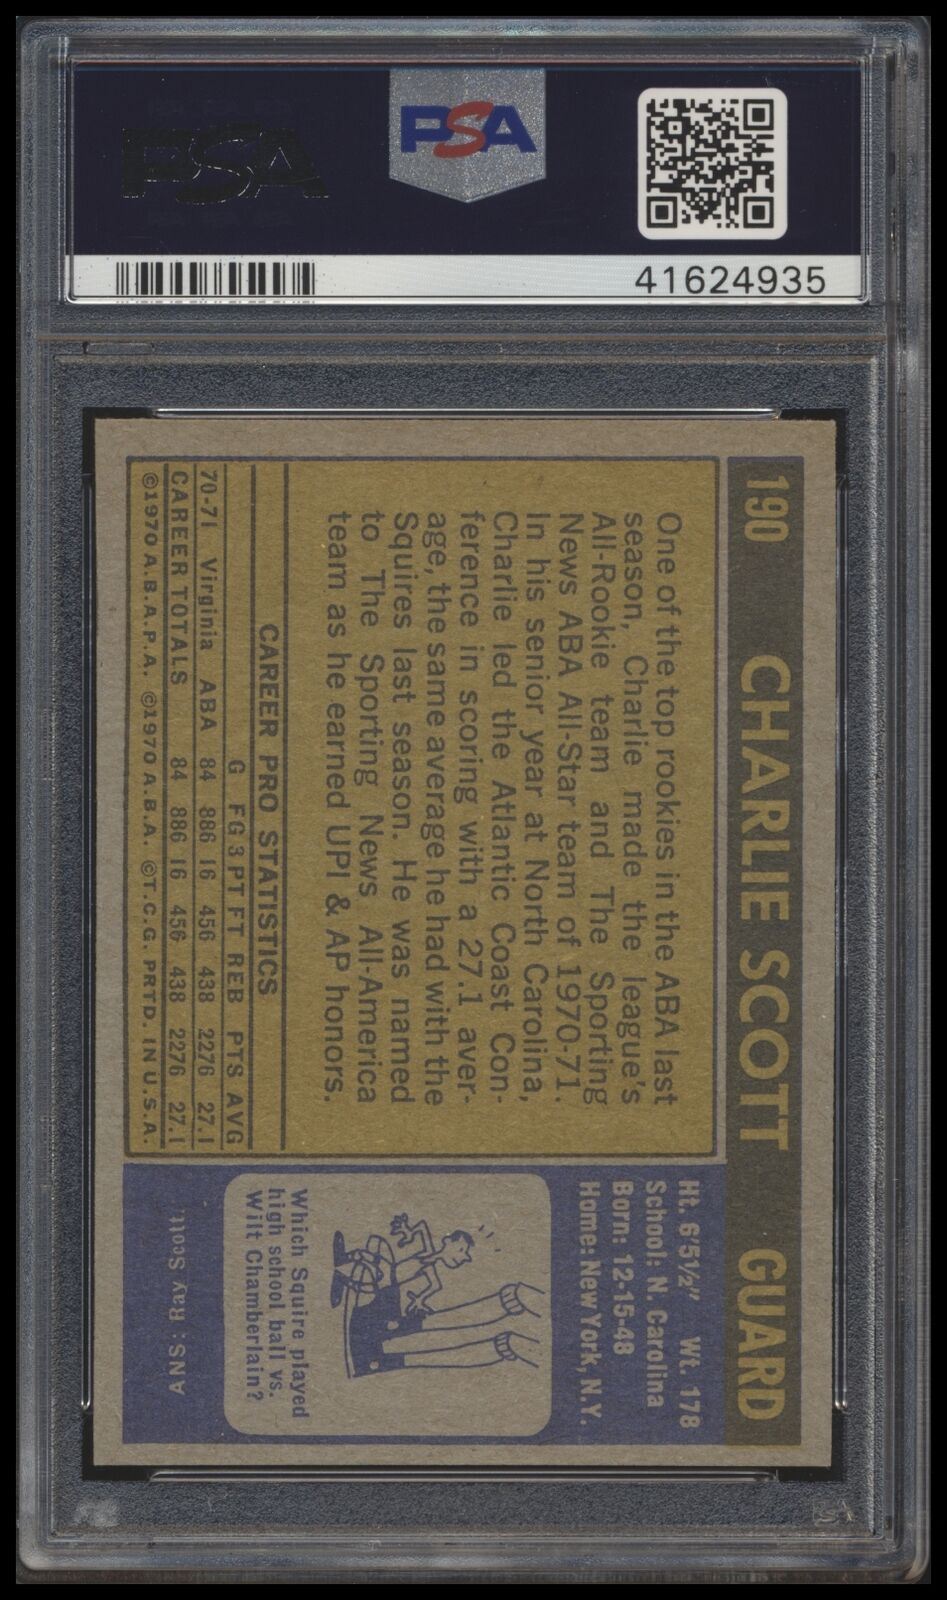 PSA
PSA
41624935
190 CHARLIE SCOTT GUARD
One of the top rookies in the ABA last
season, Charlie made the league's
All-Rookie team and The Sporting
News ABA All-Star team of 1970-71.
In his senior year at North Carolina,
Charlie led the Atlantic Coast Con-
ference in scoring with a 27.1 aver-
age, the same average he had with the
Squires last season. He was named
to The Sporting News All-America
team as he earned UPI & AP honors.
CAREER PRO STATISTICS
G FG 3PT FT REB PTS AVG
70-71 Virginia ABA 84 886 16 456 438 2276 27.1
CAREER TOTALS 84 886 16 456 438 2276 27.1
©1970 A.B.A.P.A. ©1970 A.B.A. ©T.C.G. PRTD. IN U.S.A.
Ht. 6'5½" Wt. 178
School: N. Carolina
Born: 12-15-48
Home: New York, N.Y.
Which Squire played
high school ball vs.
Wilt Chamberlain?
ANS: Ray Scott.
PSA